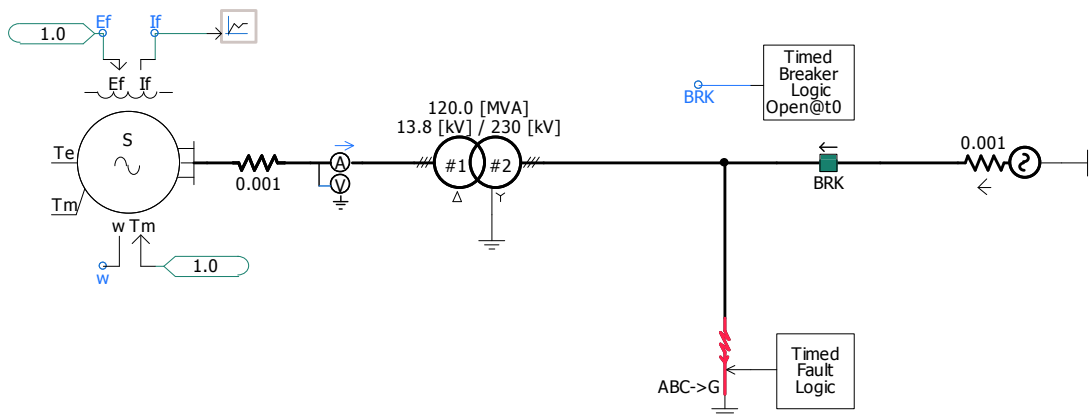 1.0
Ef
If
Ef If
S
Te
Tm
w Tm
w
1.0
0.001
A
V
120.0 [MVA]
13.8 [kV] / 230 [kV]
#1
#2
Δ
Y
BRK
Timed
Breaker
Logic
Open@t0
BRK
0.001
ABC->G
Timed
Fault
Logic